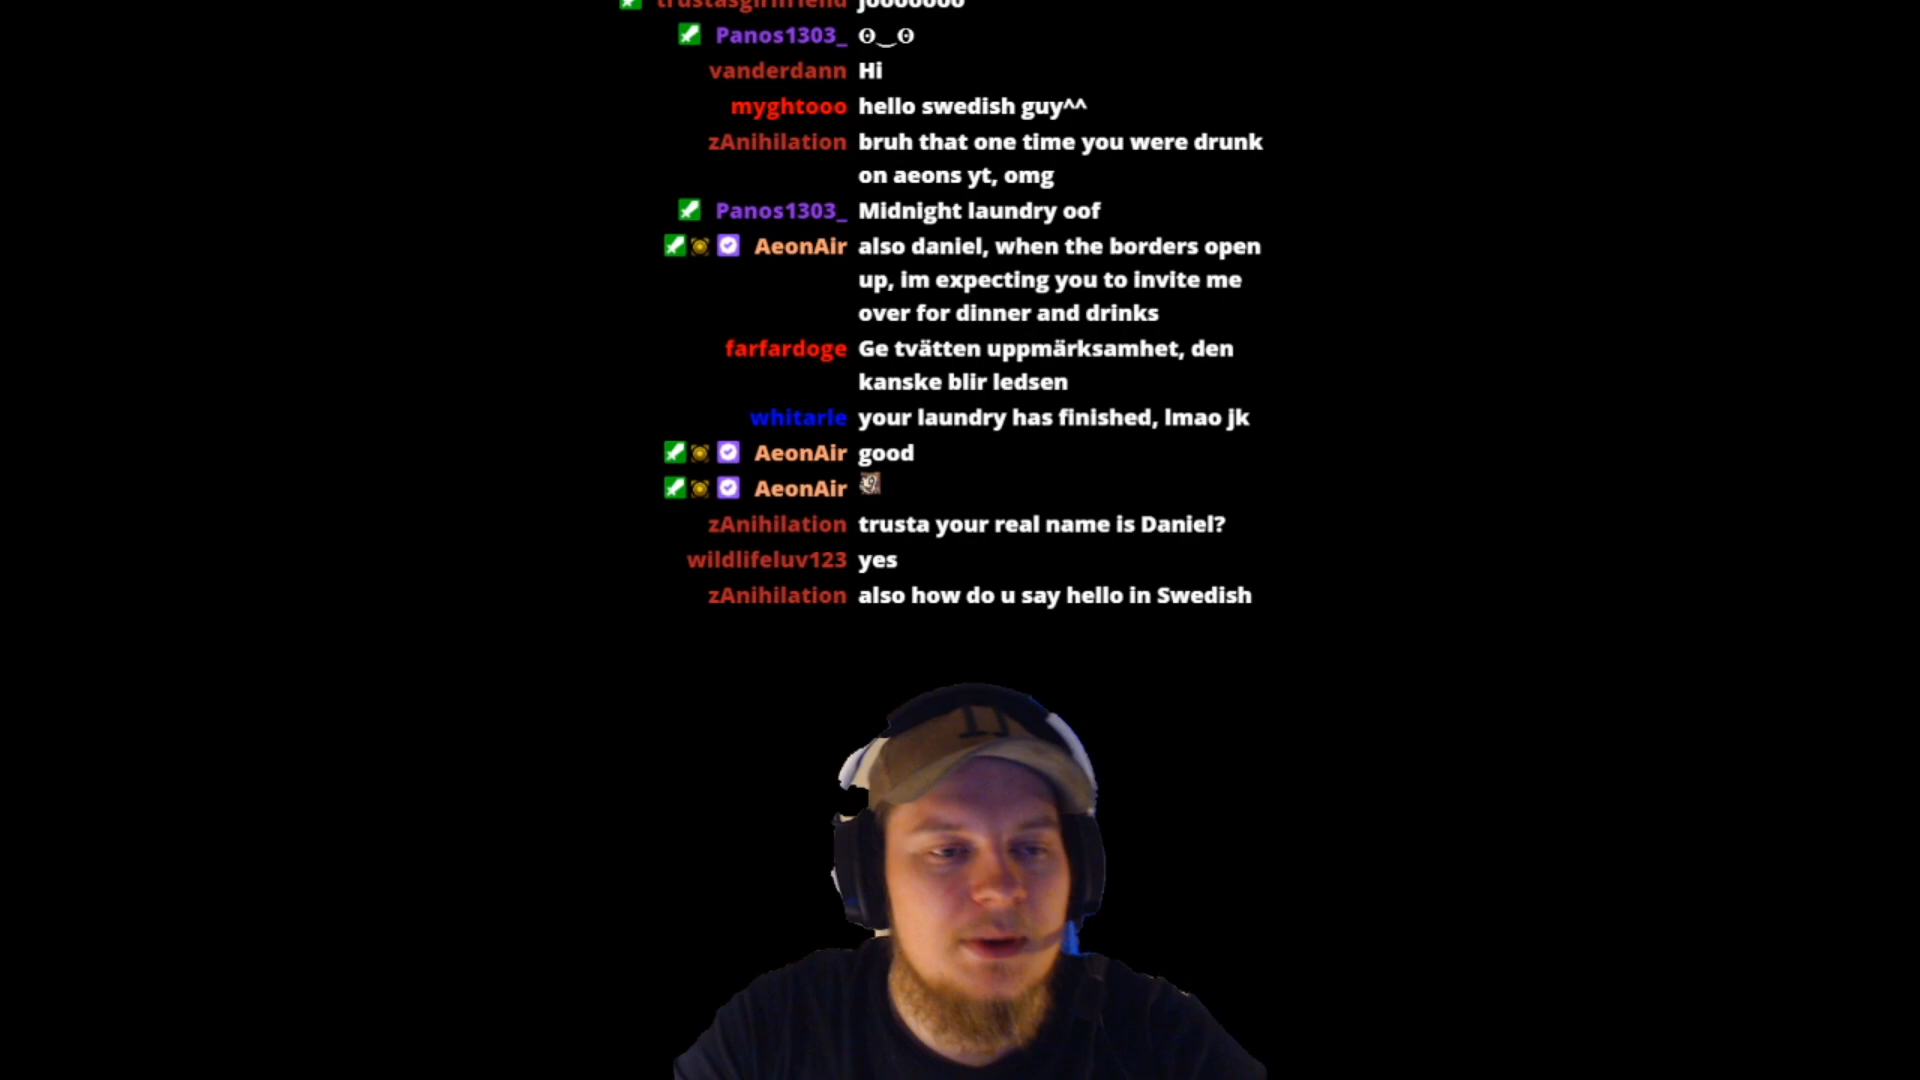 trustasgirlfriend jooooooo
Panos1303_ ʘ‿ʘ
vanderdann Hi
myghtooo hello swedish guy^^
zAnihilation bruh that one time you were drunk
on aeons yt, omg
Panos1303_ Midnight laundry oof
AeonAir also daniel, when the borders open
up, im expecting you to invite me
over for dinner and drinks
farfardoge Ge tvätten uppmärksamhet, den
kanske blir ledsen
whitarle your laundry has finished, lmao jk
AeonAir good
AeonAir
zAnihilation trusta your real name is Daniel?
wildlifeluv123 yes
zAnihilation also how do u say hello in Swedish